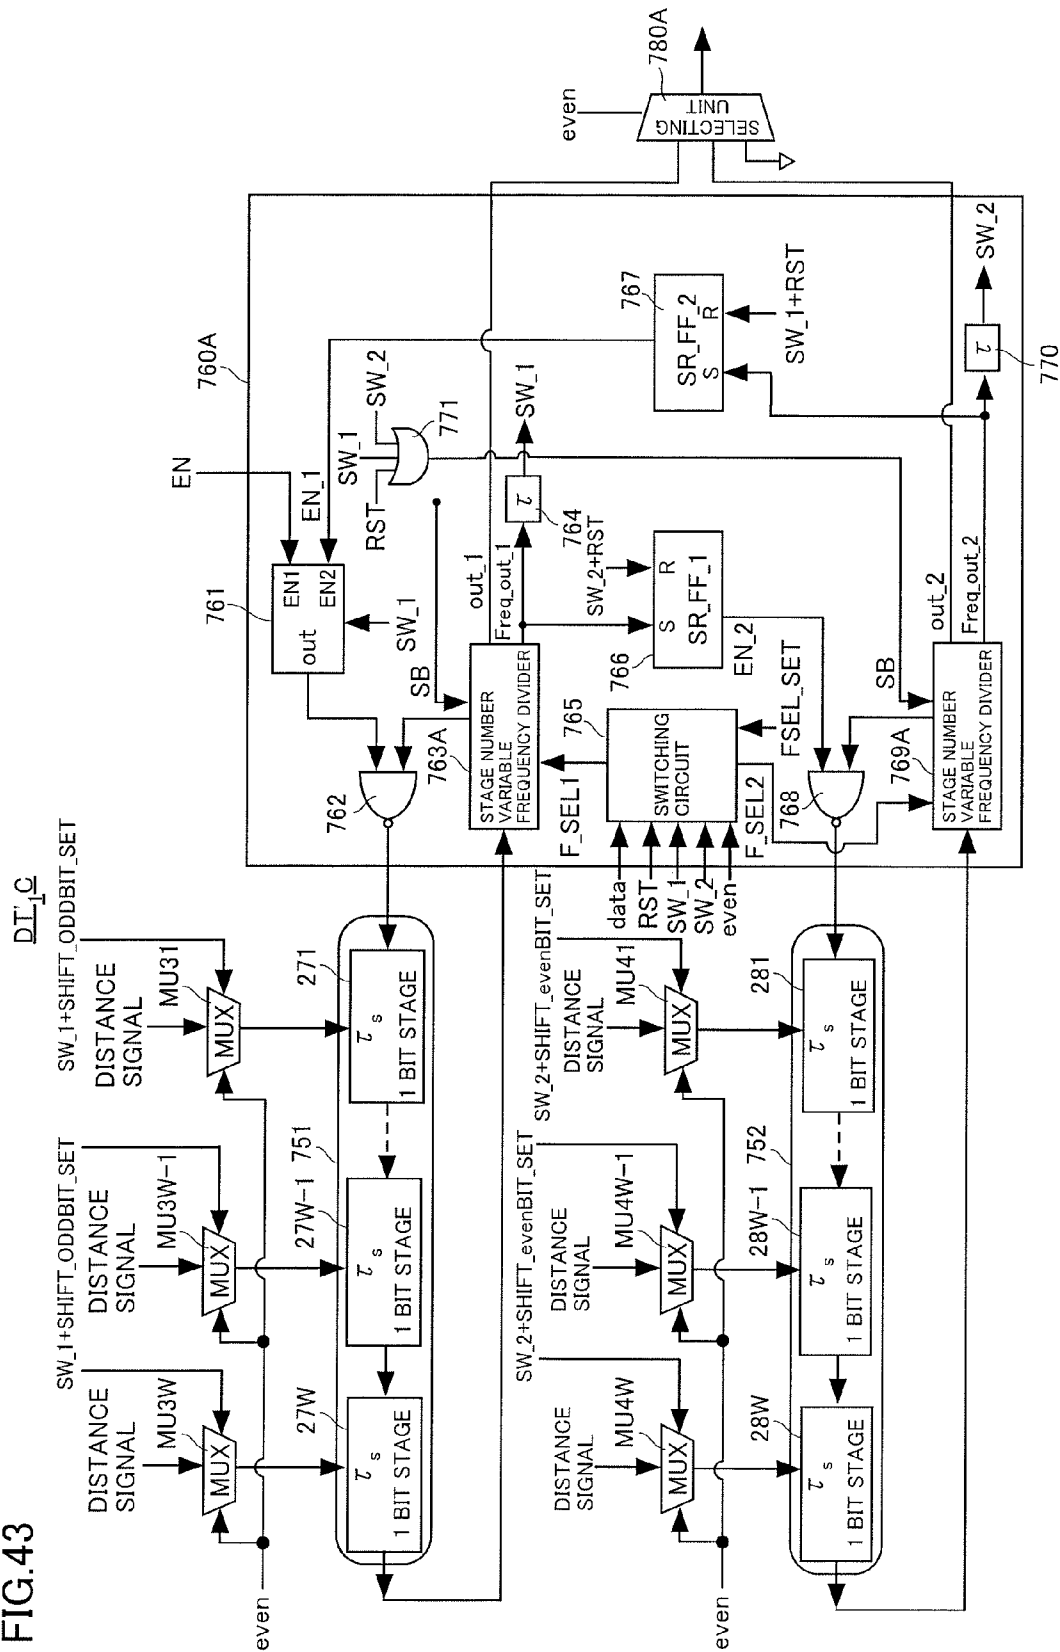 FIG.43
DT'1C
SW_1+SHIFT_ODDBIT_SET
SW_1+SHIFT_ODDBIT_SET
DISTANCE
SIGNAL
MU3W
MUX
DISTANCE
SIGNAL
MU3W-1
MUX
DISTANCE
SIGNAL
MU31
MUX
even
27W
τs
1 BIT STAGE
27W-1
τs
1 BIT STAGE
751
271
τs
1 BIT STAGE
SW_2+SHIFT_evenBIT_SET
SW_2+SHIFT_evenBIT_SET
DISTANCE
SIGNAL
MU4W
MUX
DISTANCE
SIGNAL
MU4W-1
MUX
DISTANCE
SIGNAL
MU41
MUX
even
28W
τs
1 BIT STAGE
28W-1
τs
1 BIT STAGE
752
281
τs
1 BIT STAGE
760A
EN
EN_1
761
EN1
EN2
out
SW_1
762
RST
SW_1
SW_2
771
SB
763A
STAGE NUMBER
VARIABLE
FREQUENCY DIVIDER
out_1
Freq_out_1
τ
764
SW_1
F_SEL1
765
SWITCHING
CIRCUIT
data
RST
SW_1
SW_2
even
F_SEL2
FSEL_SET
SW_2+RST
S
R
SR_FF_1
766
EN_2
767
SR_FF_2
S
R
SW_1+RST
768
SB
769A
STAGE NUMBER
VARIABLE
FREQUENCY DIVIDER
out_2
Freq_out_2
τ
770
SW_2
even
SELECTING
UNIT
780A